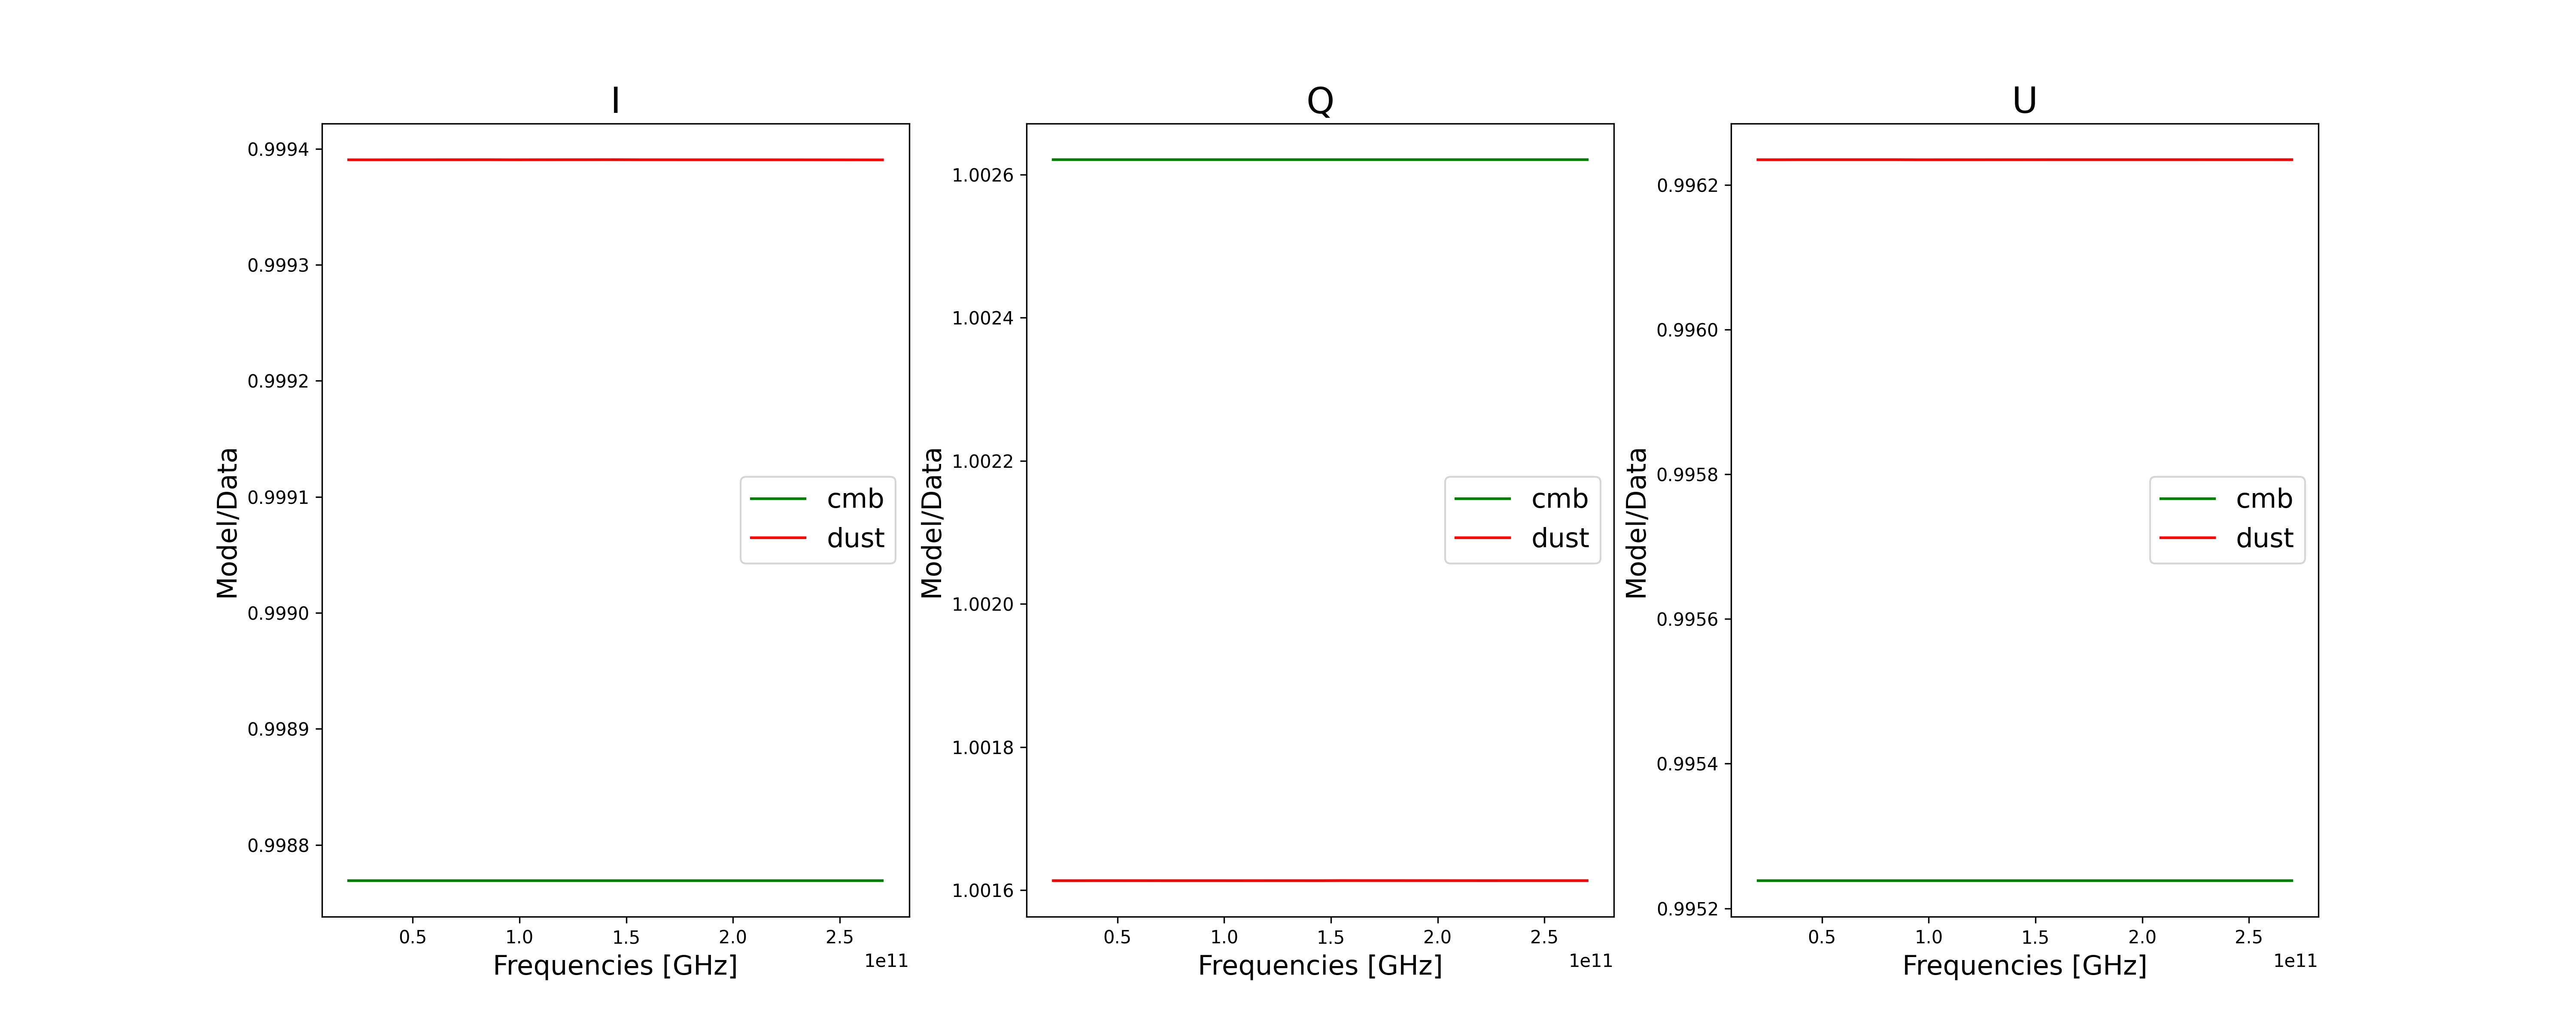 I
0.9994
0.9993
0.9992
0.9991
0.9990
0.9989
0.9988
Model/Data
cmb
dust
0.5 1.0 1.5 2.0 2.5
1e11
Frequencies [GHz]
Q
1.0026
1.0024
1.0022
1.0020
1.0018
1.0016
Model/Data
cmb
dust
0.5 1.0 1.5 2.0 2.5
1e11
Frequencies [GHz]
U
0.9962
0.9960
0.9958
0.9956
0.9954
0.9952
Model/Data
cmb
dust
0.5 1.0 1.5 2.0 2.5
1e11
Frequencies [GHz]